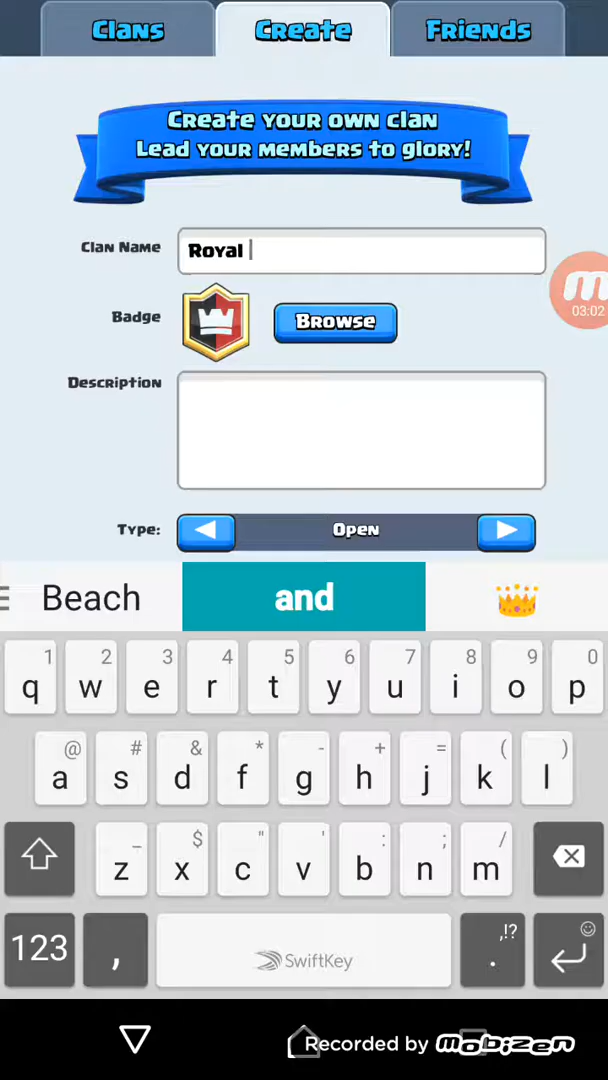 Clans Create Friends
Create your own clan
Lead your members to glory!
Clan Name Royal
Badge Browse
Description
Type: Open
Beach and
03:02
1 2 3 4 5 6 7 8 9 0
q w e r t y u i o p
@ # & * - + = ( )
a s d f g h j k l
_ $ " ' : ; /
z x c v b n m
123 , SwiftKey ,!? .
Recorded by mobizen